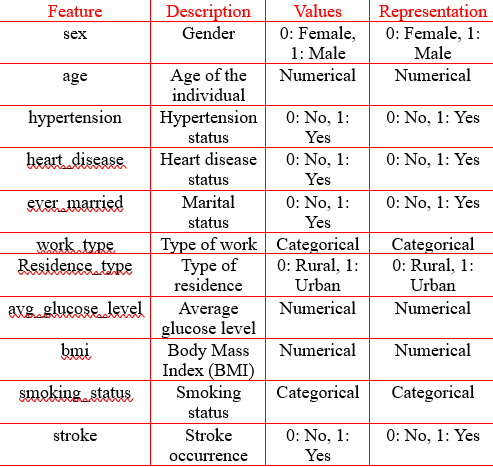 Feature Description Values Representation
sex Gender 0: Female, 0: Female, 1:
1: Male Male
age Age of the Numerical Numerical
individual
hypertension Hypertension 0: No, 1: 0: No, 1: Yes
status Yes
heart_disease Heart disease 0: No, 1: 0: No, 1: Yes
status Yes
ever_married Marital 0: No, 1: 0: No, 1: Yes
status Yes
work_type Type of work Categorical Categorical
Residence_type Type of 0: Rural, 1: 0: Rural, 1:
residence Urban Urban
avg_glucose_level Average Numerical Numerical
glucose level
bmi Body Mass Numerical Numerical
Index (BMI)
smoking_status Smoking Categorical Categorical
status
stroke Stroke 0: No, 1: 0: No, 1: Yes
occurrence Yes